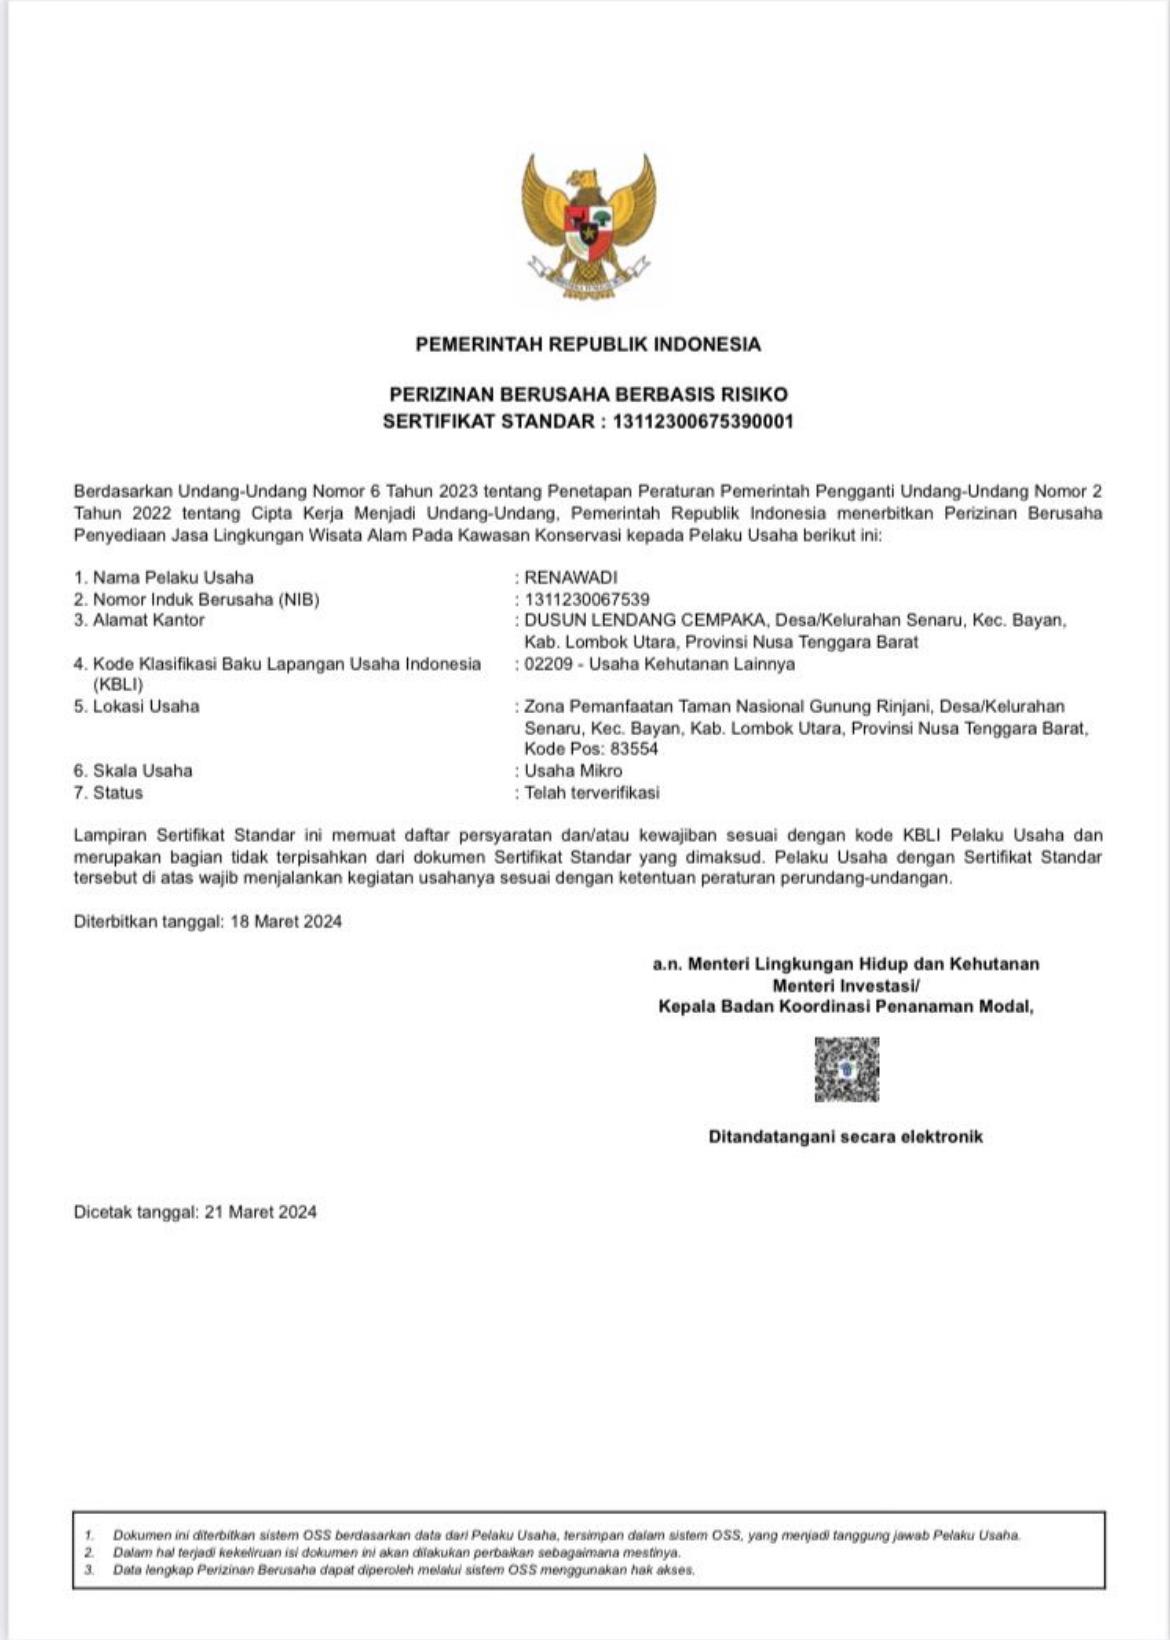 PEMERINTAH REPUBLIK INDONESIA
PERIZINAN BERUSAHA BERBASIS RISIKO
SERTIFIKAT STANDAR : 13112300675390001
Berdasarkan Undang-Undang Nomor 6 Tahun 2023 tentang Penetapan Peraturan Pemerintah Pengganti Undang-Undang Nomor 2
Tahun 2022 tentang Cipta Kerja Menjadi Undang-Undang, Pemerintah Republik Indonesia menerbitkan Perizinan Berusaha
Penyediaan Jasa Lingkungan Wisata Alam Pada Kawasan Konservasi kepada Pelaku Usaha berikut ini:
1. Nama Pelaku Usaha : RENAWADI
2. Nomor Induk Berusaha (NIB) : 1311230067539
3. Alamat Kantor : DUSUN LENDANG CEMPAKA, Desa/Kelurahan Senaru, Kec. Bayan,
Kab. Lombok Utara, Provinsi Nusa Tenggara Barat
4. Kode Klasifikasi Baku Lapangan Usaha Indonesia : 02209 - Usaha Kehutanan Lainnya
(KBLI)
5. Lokasi Usaha : Zona Pemanfaatan Taman Nasional Gunung Rinjani, Desa/Kelurahan
Senaru, Kec. Bayan, Kab. Lombok Utara, Provinsi Nusa Tenggara Barat,
Kode Pos: 83554
6. Skala Usaha : Usaha Mikro
7. Status : Telah terverifikasi
Lampiran Sertifikat Standar ini memuat daftar persyaratan dan/atau kewajiban sesuai dengan kode KBLI Pelaku Usaha dan
merupakan bagian tidak terpisahkan dari dokumen Sertifikat Standar yang dimaksud. Pelaku Usaha dengan Sertifikat Standar
tersebut di atas wajib menjalankan kegiatan usahanya sesuai dengan ketentuan peraturan perundang-undangan.
Diterbitkan tanggal: 18 Maret 2024
a.n. Menteri Lingkungan Hidup dan Kehutanan
Menteri Investasi/
Kepala Badan Koordinasi Penanaman Modal,
Ditandatangani secara elektronik
Dicetak tanggal: 21 Maret 2024
1. Dokumen ini diterbitkan sistem OSS berdasarkan data dari Pelaku Usaha, tersimpan dalam sistem OSS, yang menjadi tanggung jawab Pelaku Usaha.
2. Dalam hal terjadi kekeliruan isi dokumen ini akan dilakukan perbaikan sebagaimana mestinya.
3. Data lengkap Perizinan Berusaha dapat diperoleh melalui sistem OSS menggunakan hak akses.